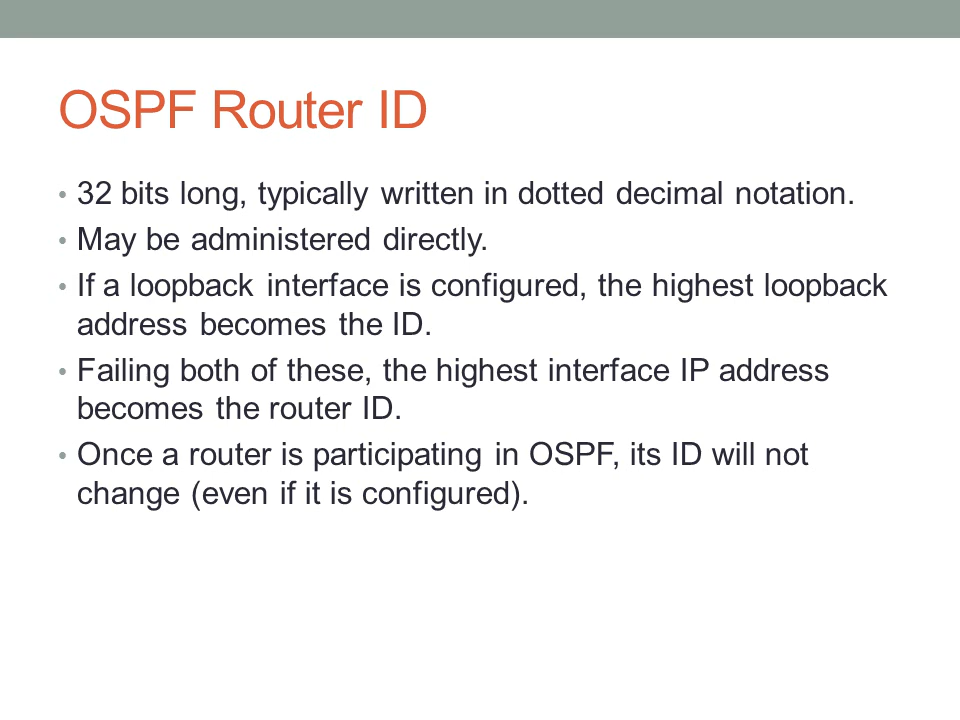 OSPF Router ID
• 32 bits long, typically written in dotted decimal notation.
• May be administered directly.
• If a loopback interface is configured, the highest loopback
address becomes the ID.
• Failing both of these, the highest interface IP address
becomes the router ID.
• Once a router is participating in OSPF, its ID will not
change (even if it is configured).